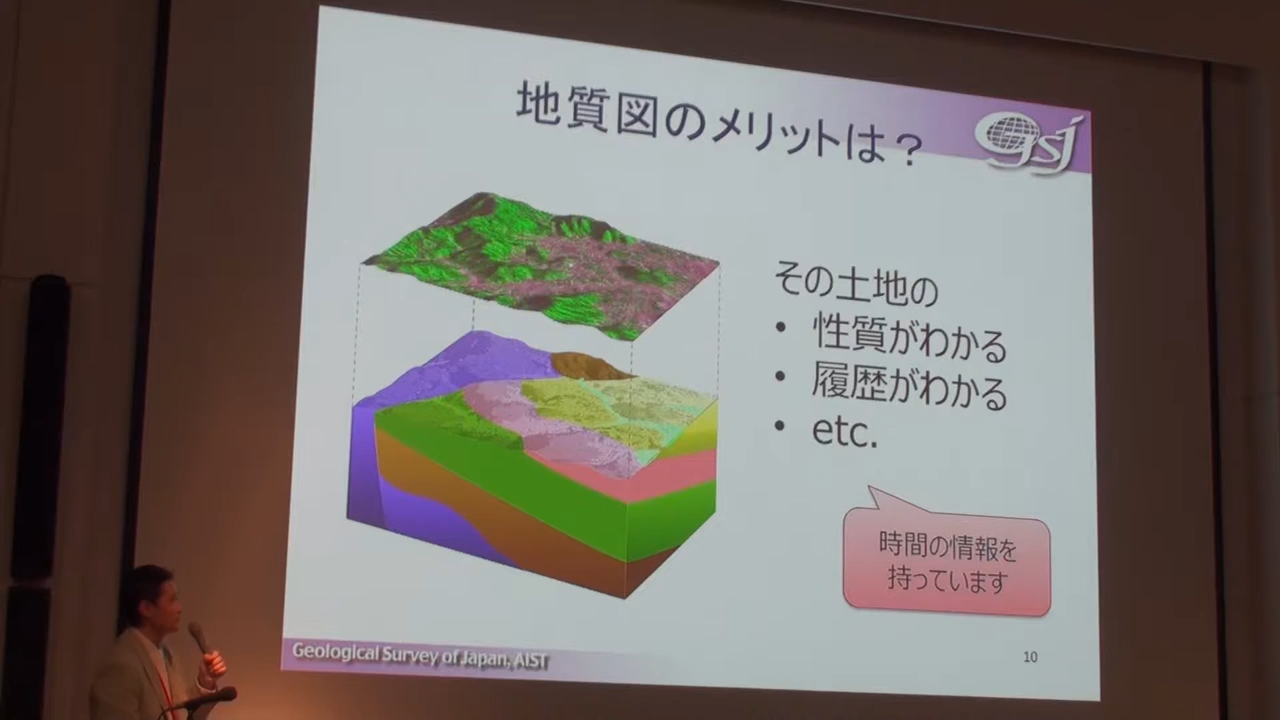 地質図のメリットは？
gsj
その土地の
• 性質がわかる
• 履歴がわかる
• etc.
時間の情報を
持っています
Geological Survey of Japan, AIST
10